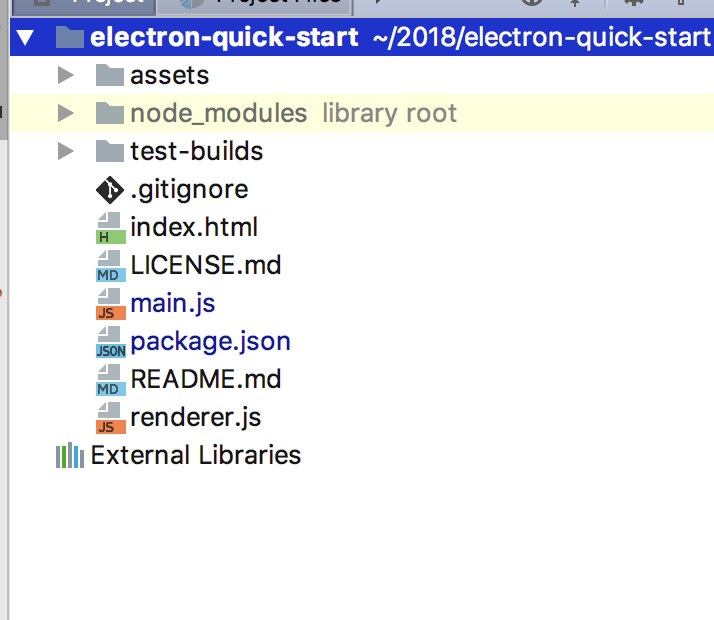 Project Project Files
electron-quick-start ~/2018/electron-quick-start
assets
node_modules library root
test-builds
.gitignore
H index.html
MD LICENSE.md
JS main.js
JSON package.json
MD README.md
JS renderer.js
External Libraries